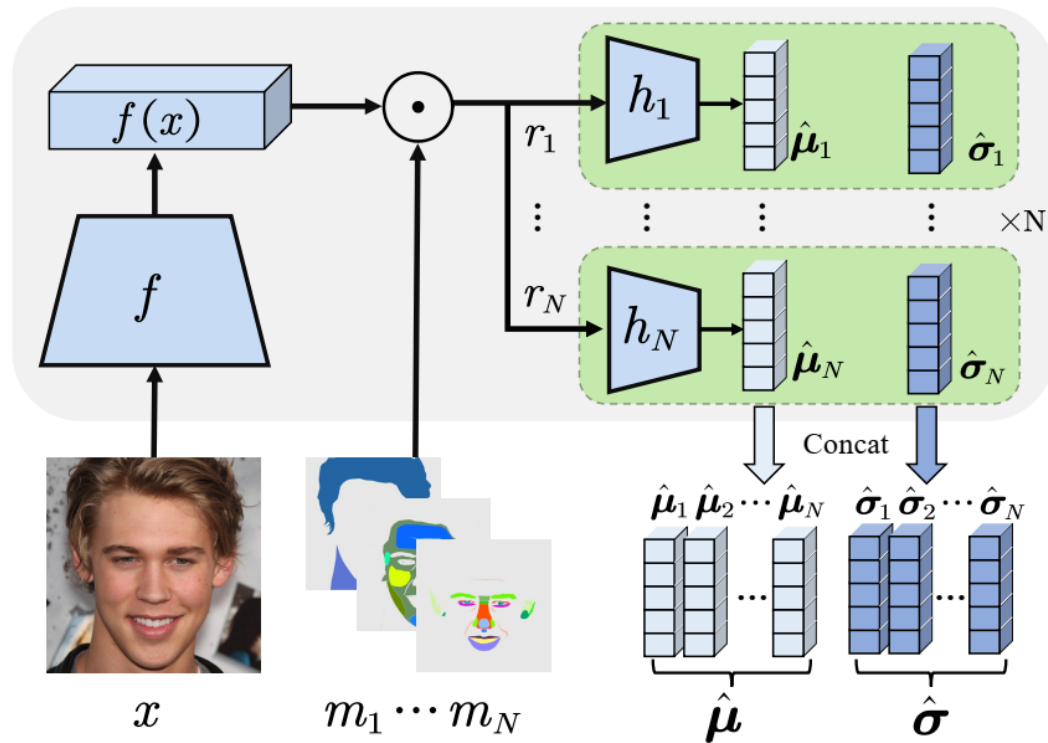 f(x)
f
r₁
h₁
μ̂₁
σ̂₁
×N
r_N
h_N
μ̂_N
σ̂_N
Concat
μ̂₁ μ̂₂ ⋯ μ̂_N
σ̂₁ σ̂₂ ⋯ σ̂_N
x
m₁ ⋯ m_N
μ̂
σ̂